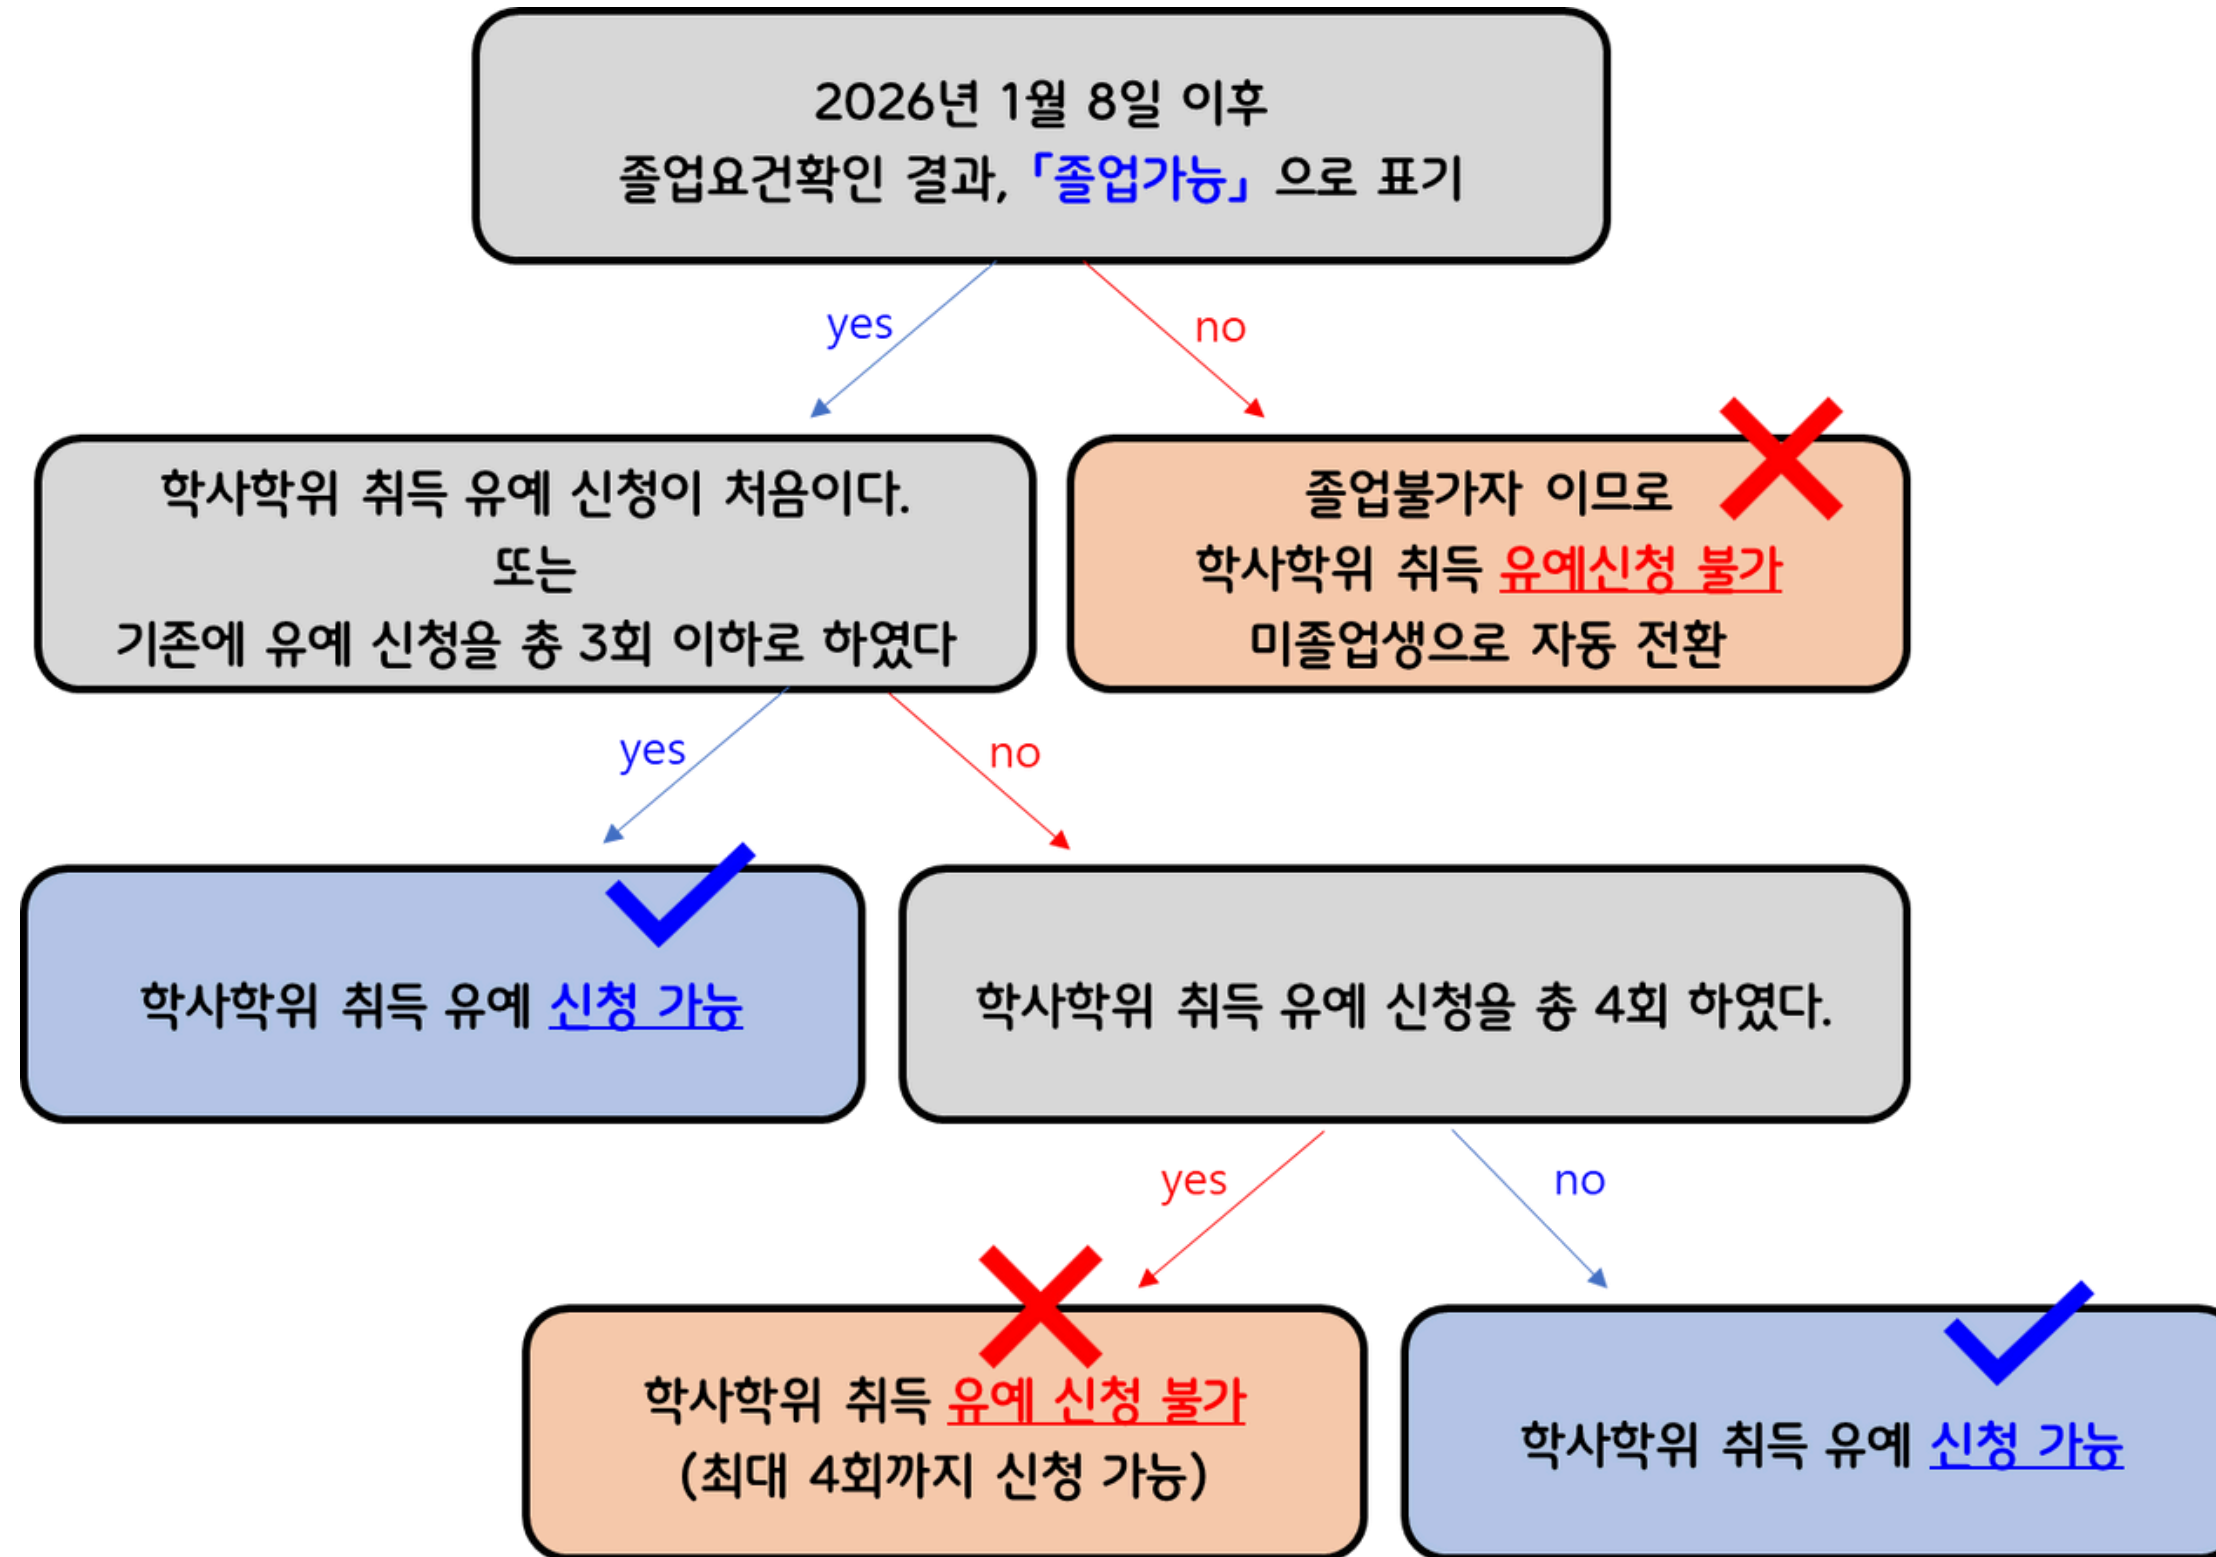 2026년 1월 8일 이후
졸업요건확인 결과, 「졸업가능」 으로 표기
yes
no
학사학위 취득 유예 신청이 처음이다.
또는
기존에 유예 신청을 총 3회 이하로 하였다
졸업불가자 이므로
학사학위 취득 유예신청 불가
미졸업생으로 자동 전환
yes
no
학사학위 취득 유예 신청 가능
학사학위 취득 유예 신청을 총 4회 하였다.
yes
no
학사학위 취득 유예 신청 불가
(최대 4회까지 신청 가능)
학사학위 취득 유예 신청 가능